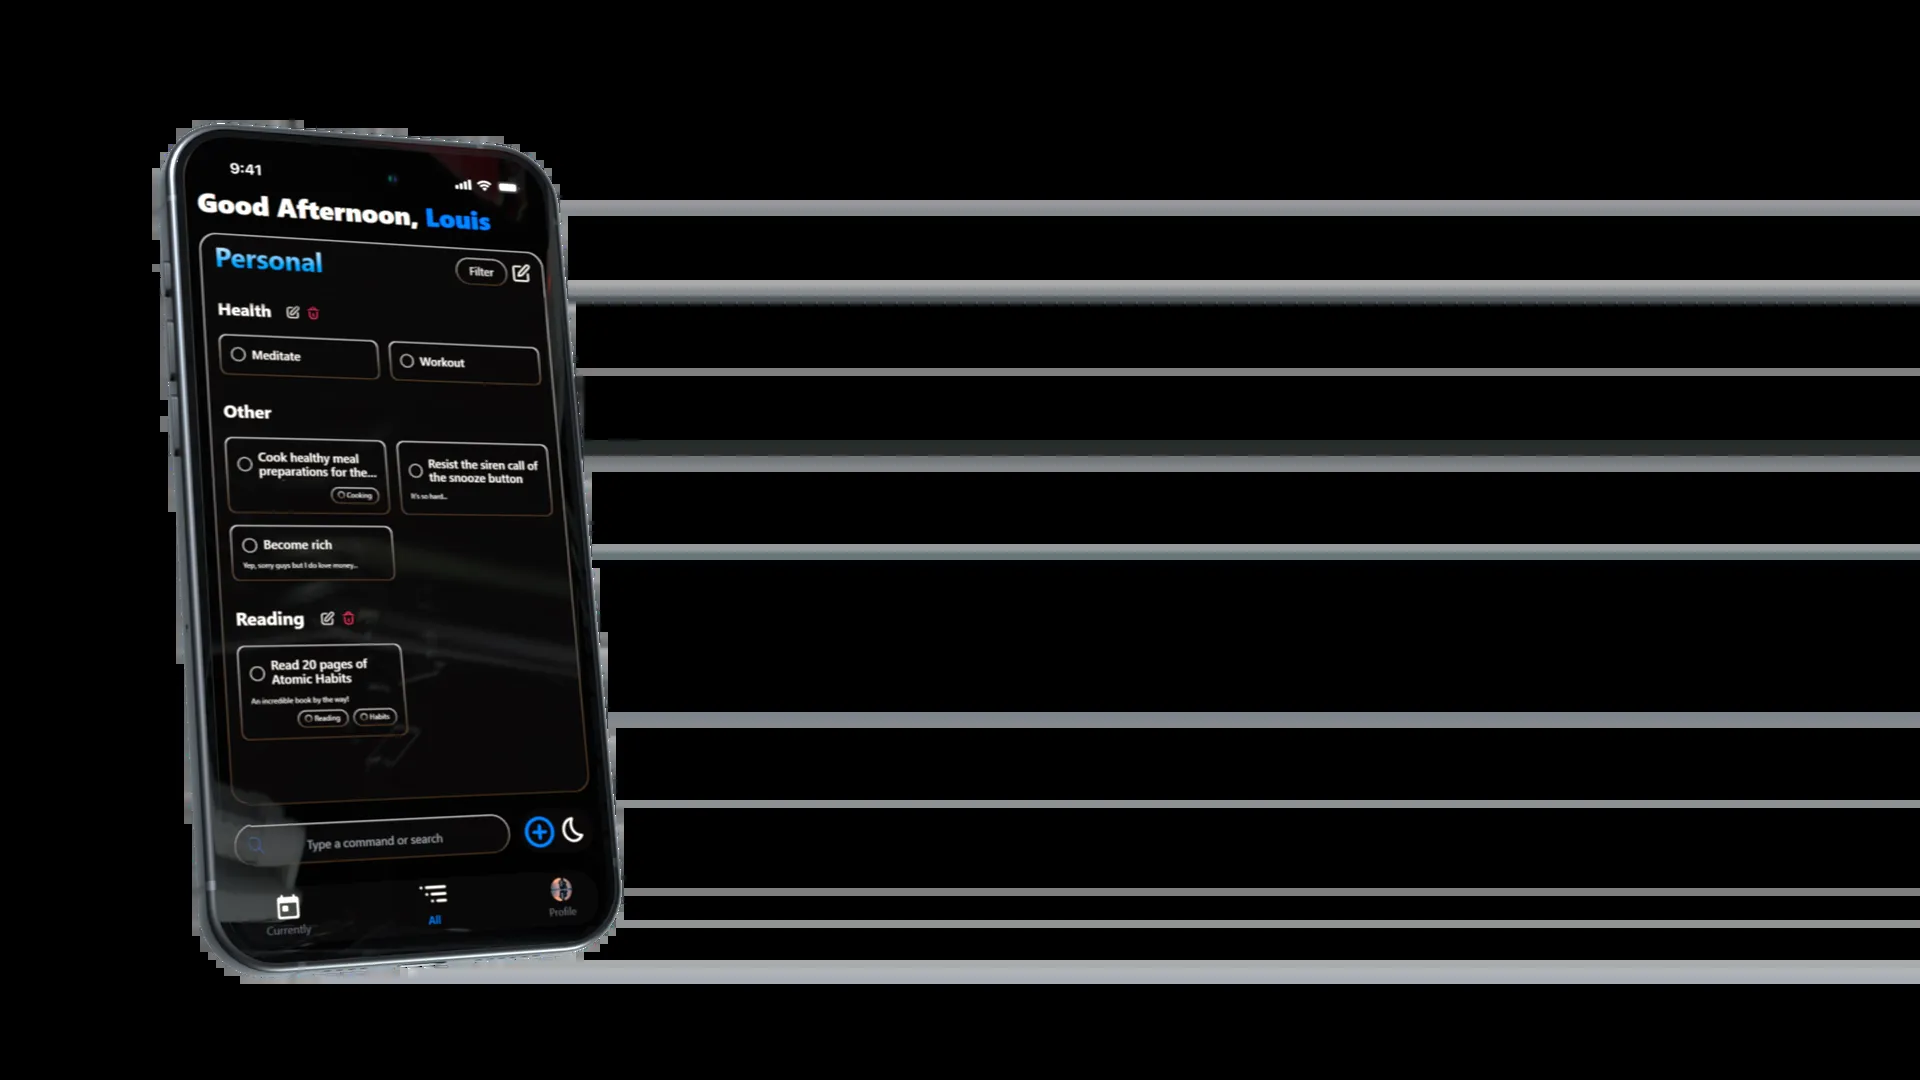 9:41
Good Afternoon, Louis
Personal
Filter
Health
Meditate
Workout
Other
Cook healthy meal
preparations for the...
Cooking
Resist the siren call of
the snooze button
It's so hard...
Become rich
Yep, sorry guys but I do love money...
Reading
Read 20 pages of
Atomic Habits
An incredible book by the way!
Reading
Habits
Type a command or search
Currently
All
Profile